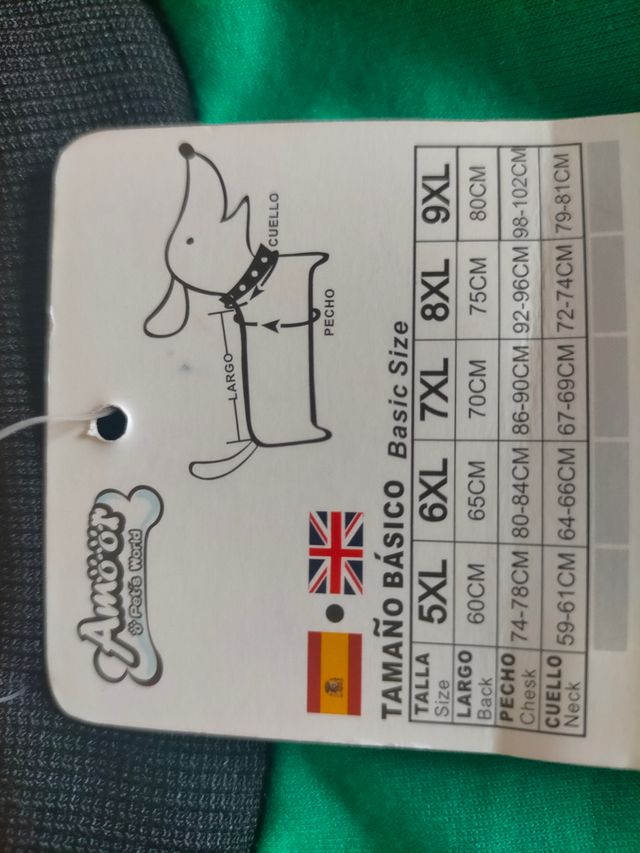 Amöör
Pet's World
LARGO
CUELLO
PECHO
TAMAÑO BÁSICO Basic Size
TALLA Size 5XL 6XL 7XL 8XL 9XL
LARGO Back 60CM 65CM 70CM 75CM 80CM
PECHO Chesk 74-78CM 80-84CM 86-90CM 92-96CM 98-102CM
CUELLO Neck 59-61CM 64-66CM 67-69CM 72-74CM 79-81CM